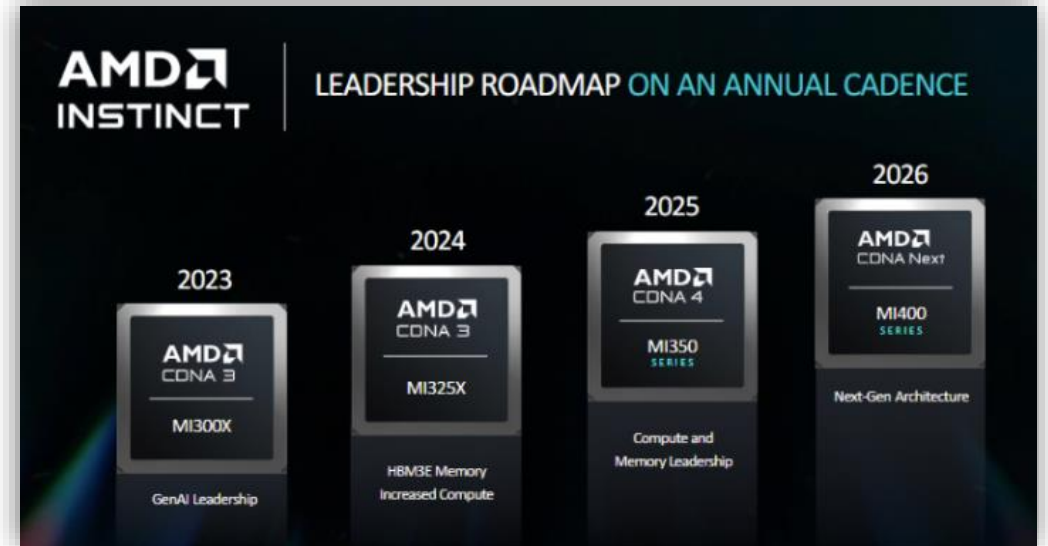 AMD
INSTINCT
LEADERSHIP ROADMAP ON AN ANNUAL CADENCE
2023
AMD
CDNA 3
MI300X
GenAI Leadership
2024
AMD
CDNA 3
MI325X
HBM3E Memory
Increased Compute
2025
AMD
CDNA 4
MI350
SERIES
Compute and
Memory Leadership
2026
AMD
CDNA Next
MI400
SERIES
Next-Gen Architecture